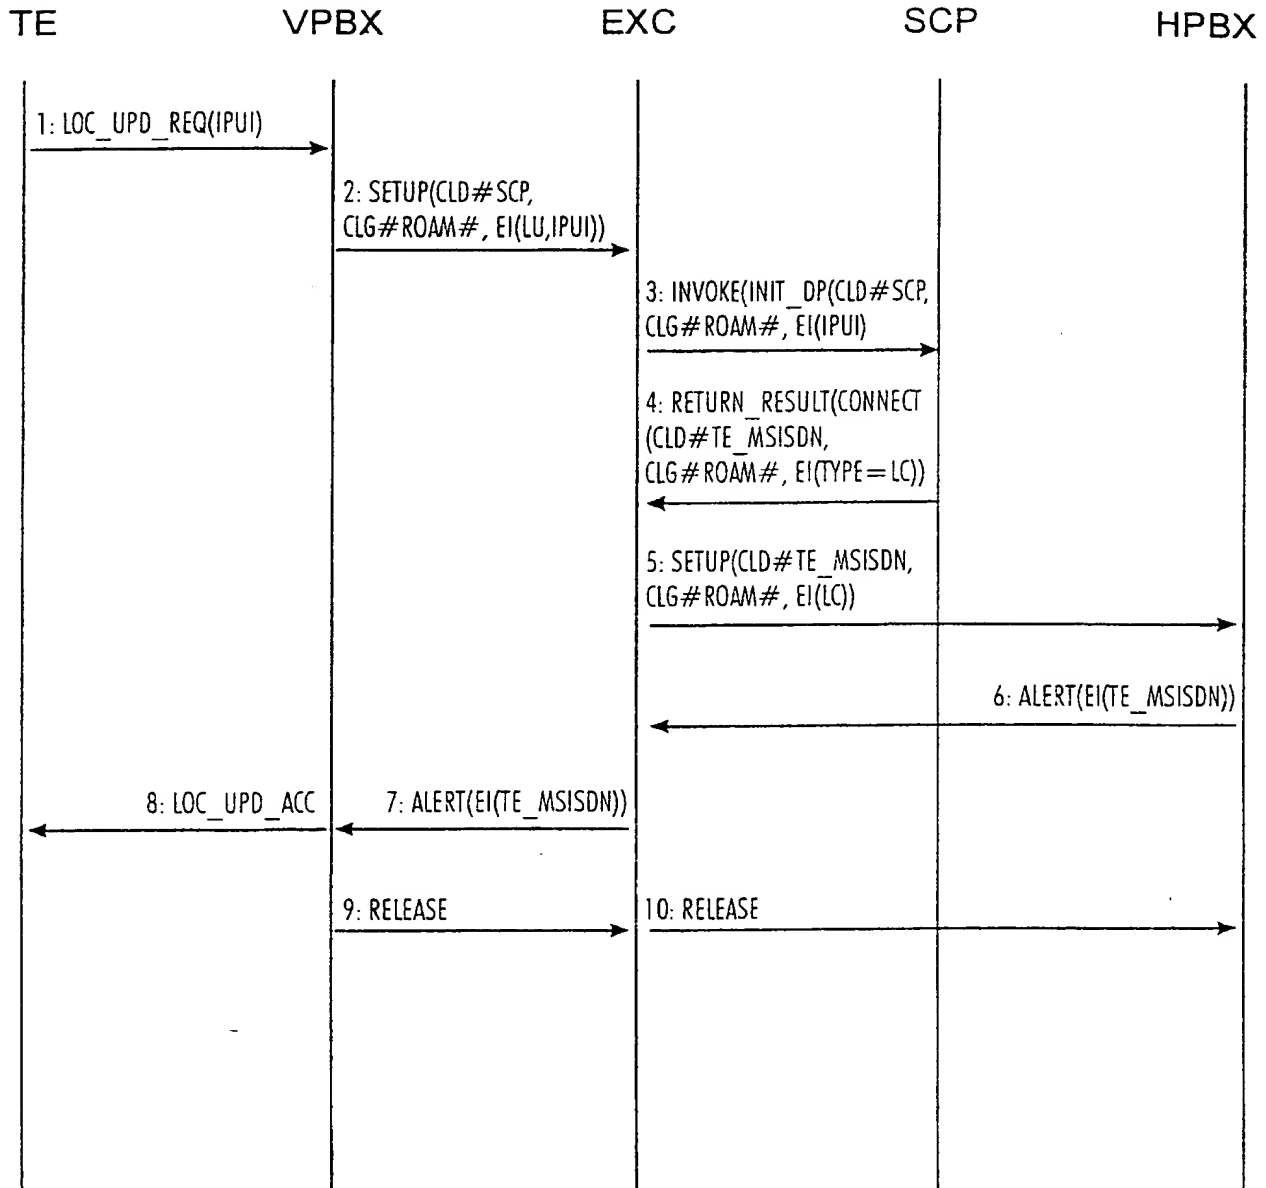 TE VPBX EXC SCP HPBX
1: LOC_UPD_REQ(IPUI)
2: SETUP(CLD#SCP,
CLG#ROAM#, EI(LU,IPUI))
3: INVOKE(INIT_DP(CLD#SCP,
CLG#ROAM#, EI(IPUI)
4: RETURN_RESULT(CONNECT
(CLD#TE_MSISDN,
CLG#ROAM#, EI(TYPE=LC))
5: SETUP(CLD#TE_MSISDN,
CLG#ROAM#, EI(LC))
6: ALERT(EI(TE_MSISDN))
8: LOC_UPD_ACC 7: ALERT(EI(TE_MSISDN))
9: RELEASE 10: RELEASE